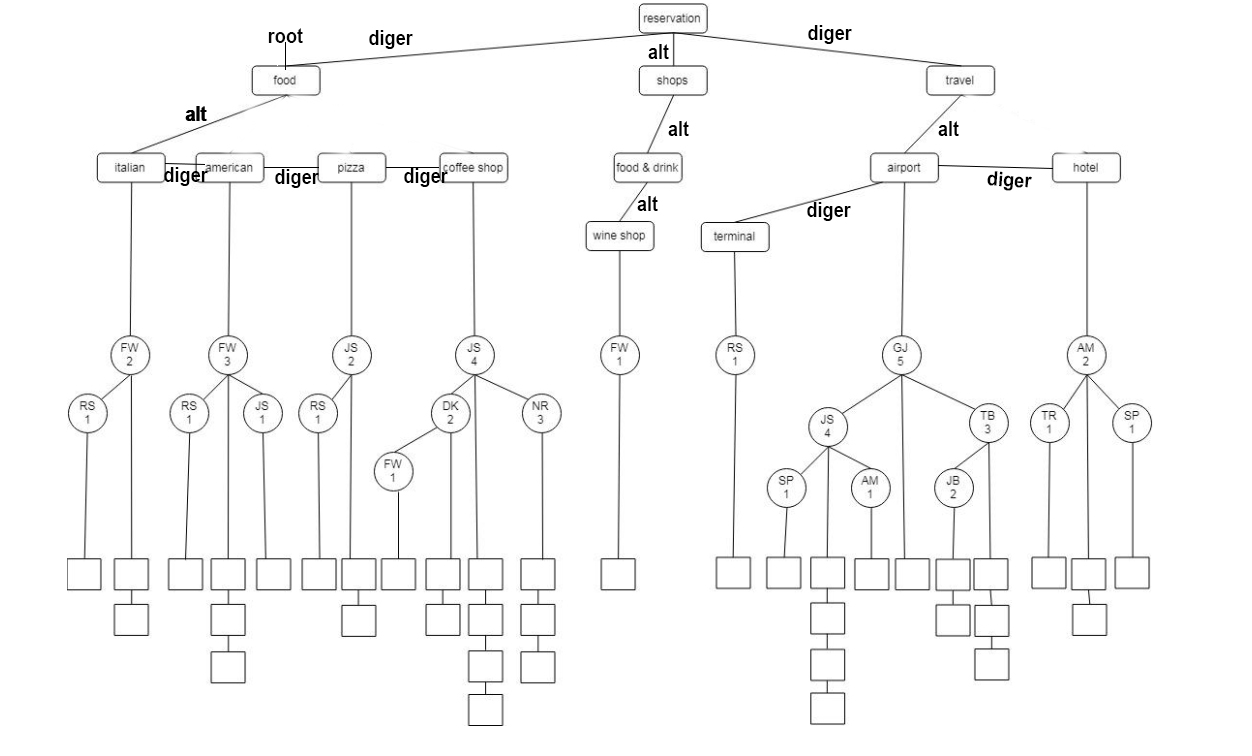 reservation
root
diger
diger
alt
food
shops
travel
alt
alt
alt
italian
american
pizza
coffee shop
food & drink
airport
hotel
diger
diger
diger
diger
alt
diger
wine shop
terminal
FW
2
FW
3
JS
2
JS
4
FW
1
RS
1
GJ
5
AM
2
RS
1
RS
1
JS
1
RS
1
DK
2
NR
3
JS
4
TB
3
TR
1
SP
1
FW
1
SP
1
AM
1
JB
2